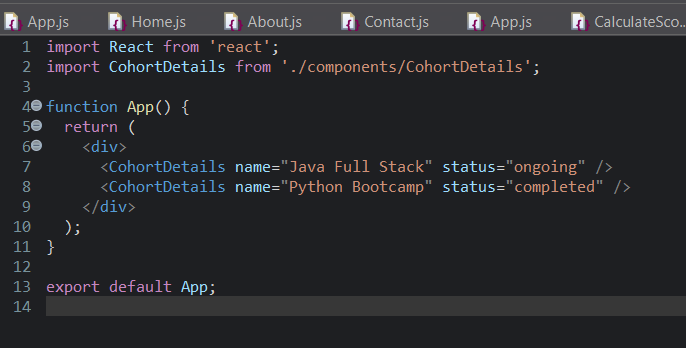 App.js Home.js About.js Contact.js App.js CalculateSco...
1 import React from 'react';
2 import CohortDetails from './components/CohortDetails';
3
4 function App() {
5   return (
6     <div>
7       <CohortDetails name="Java Full Stack" status="ongoing" />
8       <CohortDetails name="Python Bootcamp" status="completed" />
9     </div>
10   );
11 }
12
13 export default App;
14